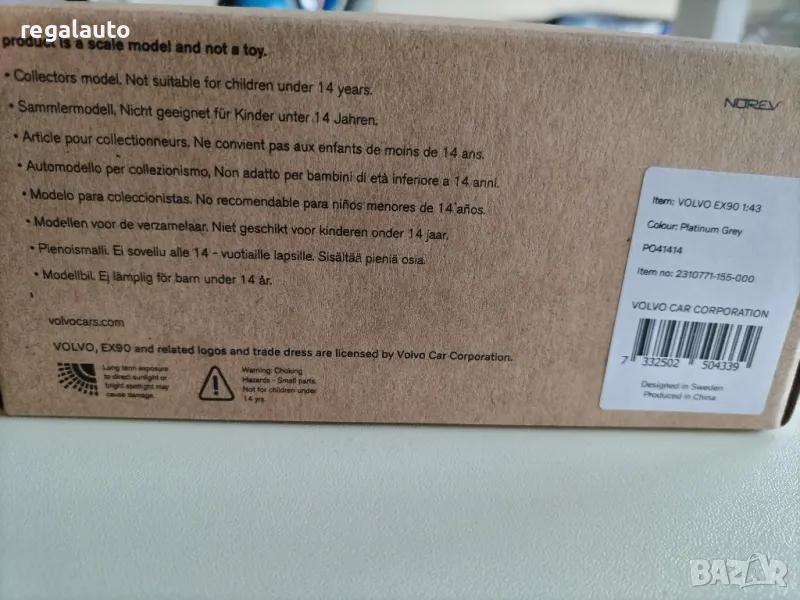 regalauto
product is a scale model and not a toy.
• Collectors model. Not suitable for children under 14 years.
• Sammlermodell, Nicht geeignet für Kinder unter 14 Jahren.
• Article pour collectionneurs. Ne convient pas aux enfants de moins de 14 ans.
• Automodello per collezionismo, Non adatto per bambini di età inferiore a 14 anni.
• Modelo para coleccionistas. No recomendable para niños menores de 14 años.
• Modellen voor de verzamelaar. Niet geschikt voor kinderen onder 14 jaar.
• Pienoismalli. Ei sovellu alle 14 - vuotiaille lapsille. Sisältää pieniä osia.
• Modellbil. Ej lämplig för barn under 14 år.
volvocars.com
VOLVO, EX90 and related logos and trade dress are licensed by Volvo Car Corporation.
Long term exposure
to direct sunlight or
bright spotlight may
cause damage.
Warning: Choking
Hazards - Small parts.
Not for children under
14 yrs.
NOREV
Item: VOLVO EX90 1:43
Colour: Platinum Grey
PO41414
Item no: 2310771-155-000
VOLVO CAR CORPORATION
7 332502 504339
Designed in Sweden
Produced in China
BAZAR